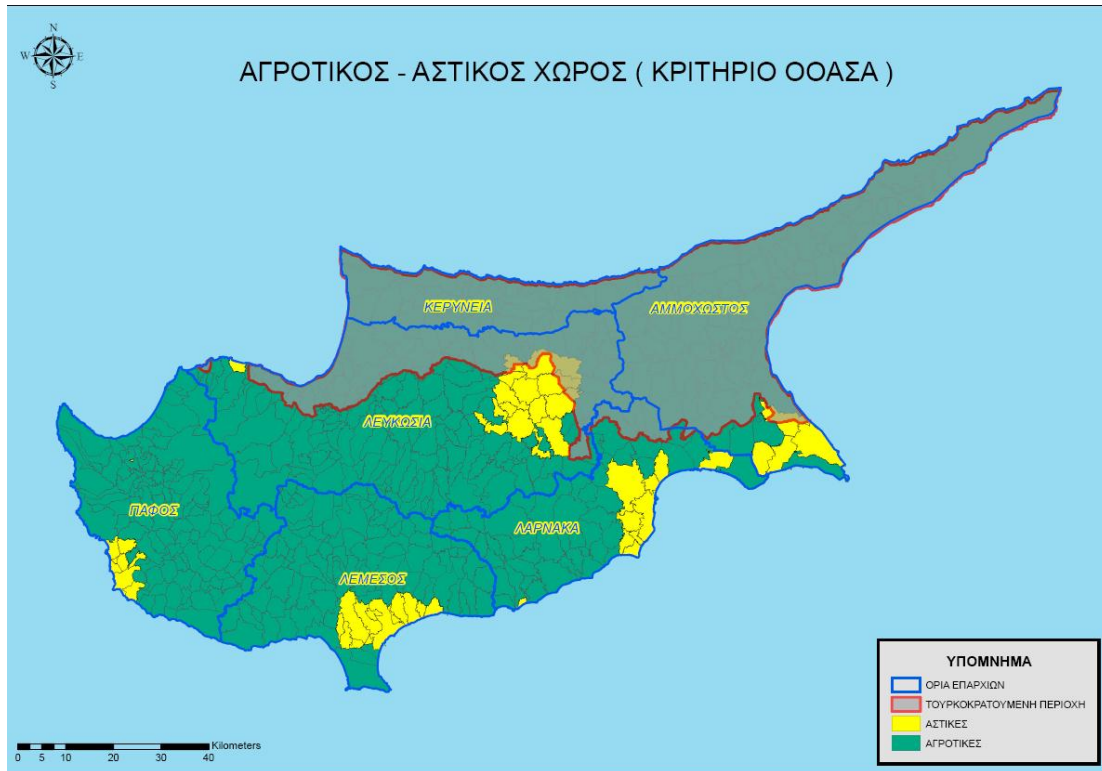 N
W E
S
ΑΓΡΟΤΙΚΟΣ - ΑΣΤΙΚΟΣ ΧΩΡΟΣ ( ΚΡΙΤΗΡΙΟ ΟΟΑΣΑ )
ΚΕΡΥΝΕΙΑ
ΑΜΜΟΧΩΣΤΟΣ
ΛΕΥΚΩΣΙΑ
ΠΑΦΟΣ
ΛΑΡΝΑΚΑ
ΛΕΜΕΣΟΣ
ΥΠΟΜΝΗΜΑ
ΟΡΙΑ ΕΠΑΡΧΙΩΝ
ΤΟΥΡΚΟΚΡΑΤΟΥΜΕΝΗ ΠΕΡΙΟΧΗ
ΑΣΤΙΚΕΣ
ΑΓΡΟΤΙΚΕΣ
Kilometers
0 5 10 20 30 40